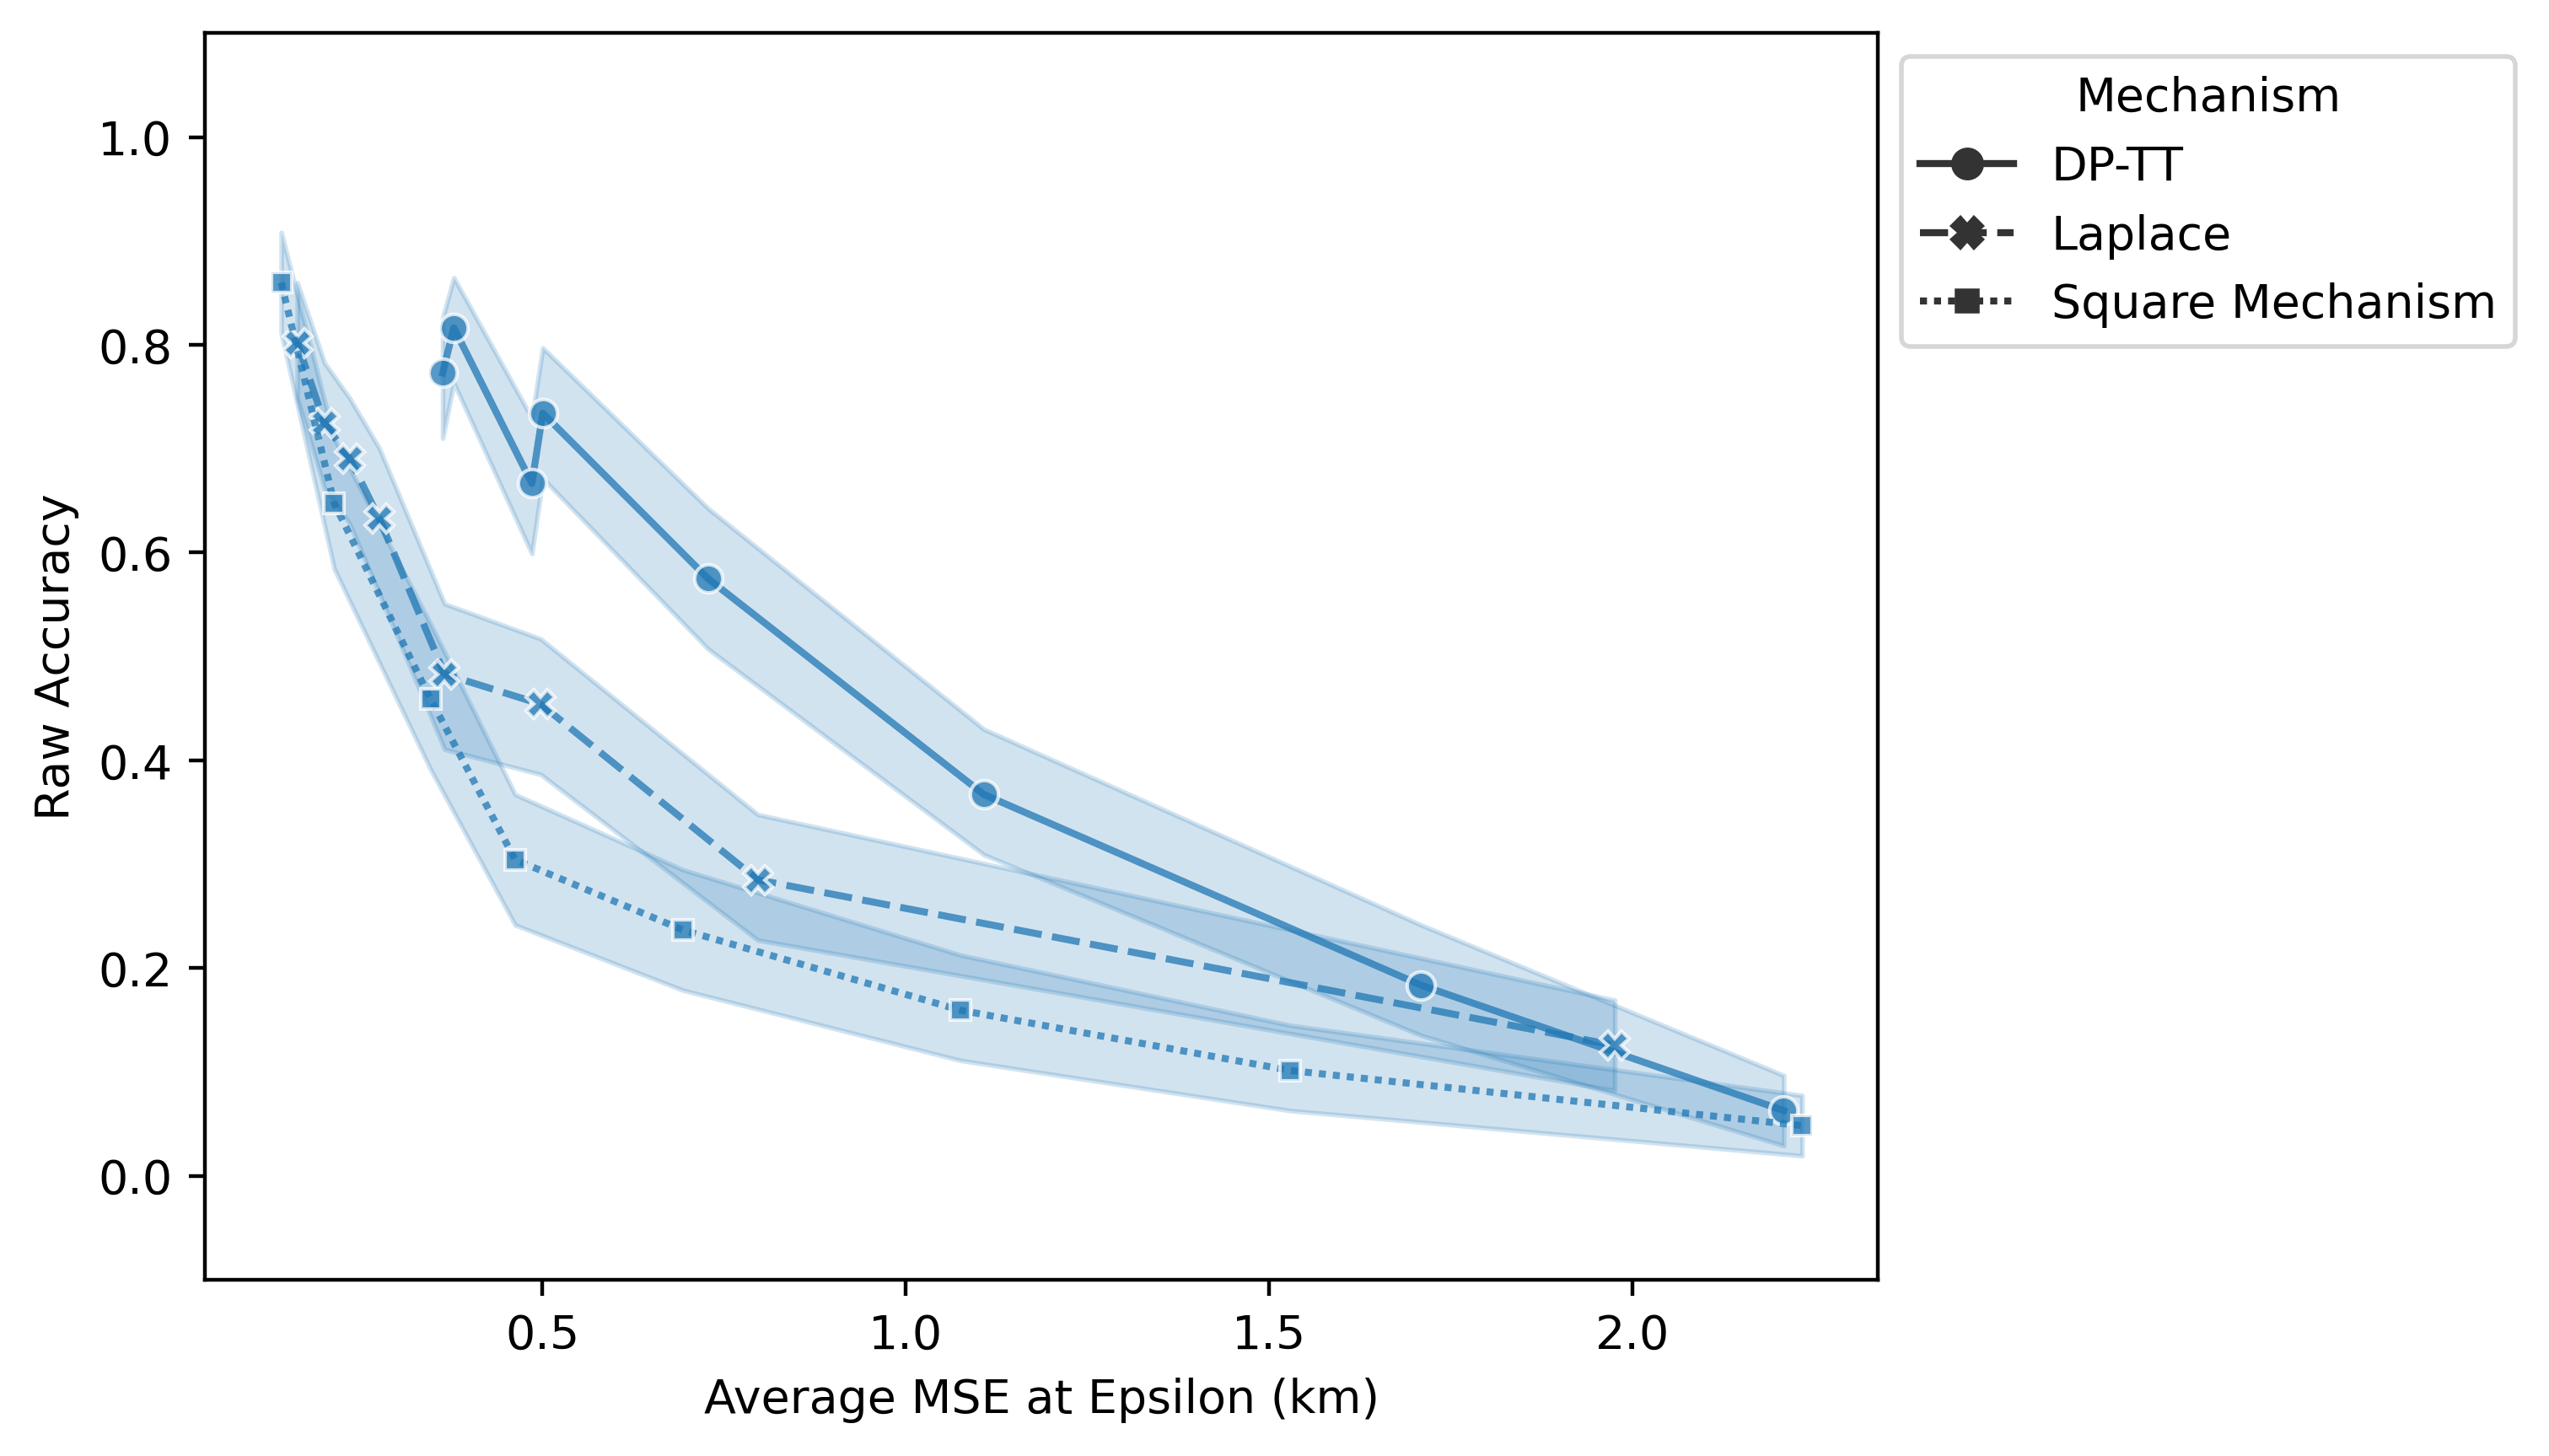 Mechanism
DP-TT
Laplace
Square Mechanism
1.0
0.8
0.6
0.4
0.2
0.0
Raw Accuracy
0.5
1.0
1.5
2.0
Average MSE at Epsilon (km)